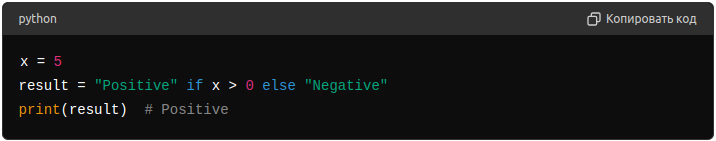 python
Копировать код
x = 5
result = "Positive" if x > 0 else "Negative"
print(result)  # Positive